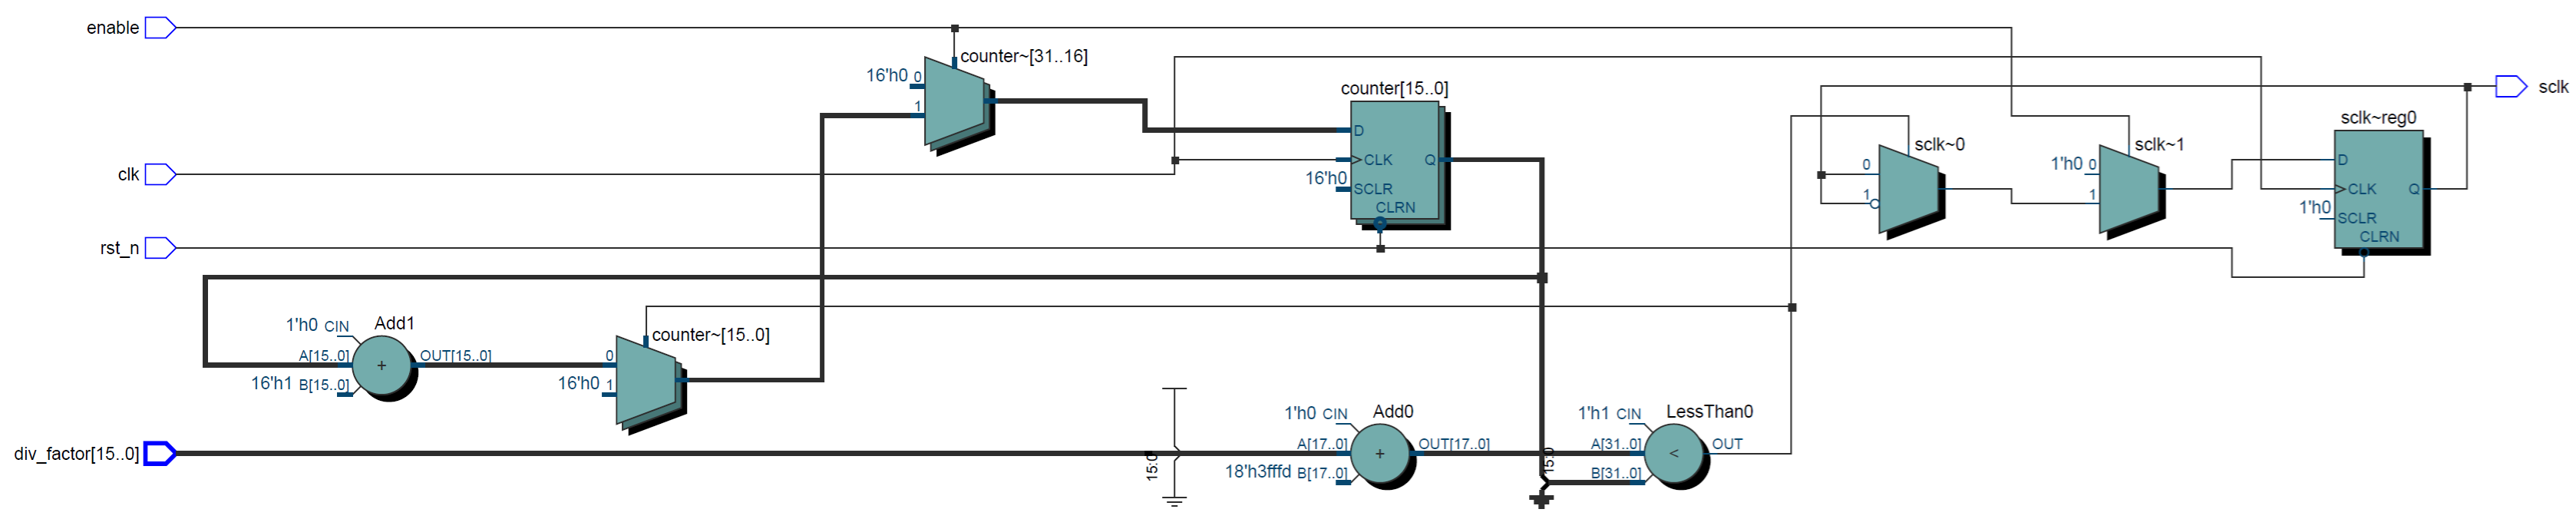 enable
counter~[31..16]
16'h0 0
1
counter[15..0]
D
CLK
Q
16'h0
SCLR
CLRN
clk
sclk~0
0
1
sclk~1
1'h0 0
1
sclk~reg0
D
CLK
Q
1'h0
SCLR
CLRN
sclk
rst_n
1'h0 CIN
Add1
A[15..0]
+
OUT[15..0]
16'h1 B[15..0]
counter~[15..0]
0
16'h0 1
div_factor[15..0]
15:0
1'h0 CIN
Add0
A[17..0]
+
OUT[17..0]
18'h3fffd B[17..0]
15:0
1'h1 CIN
LessThan0
A[31..0]
<
OUT
B[31..0]